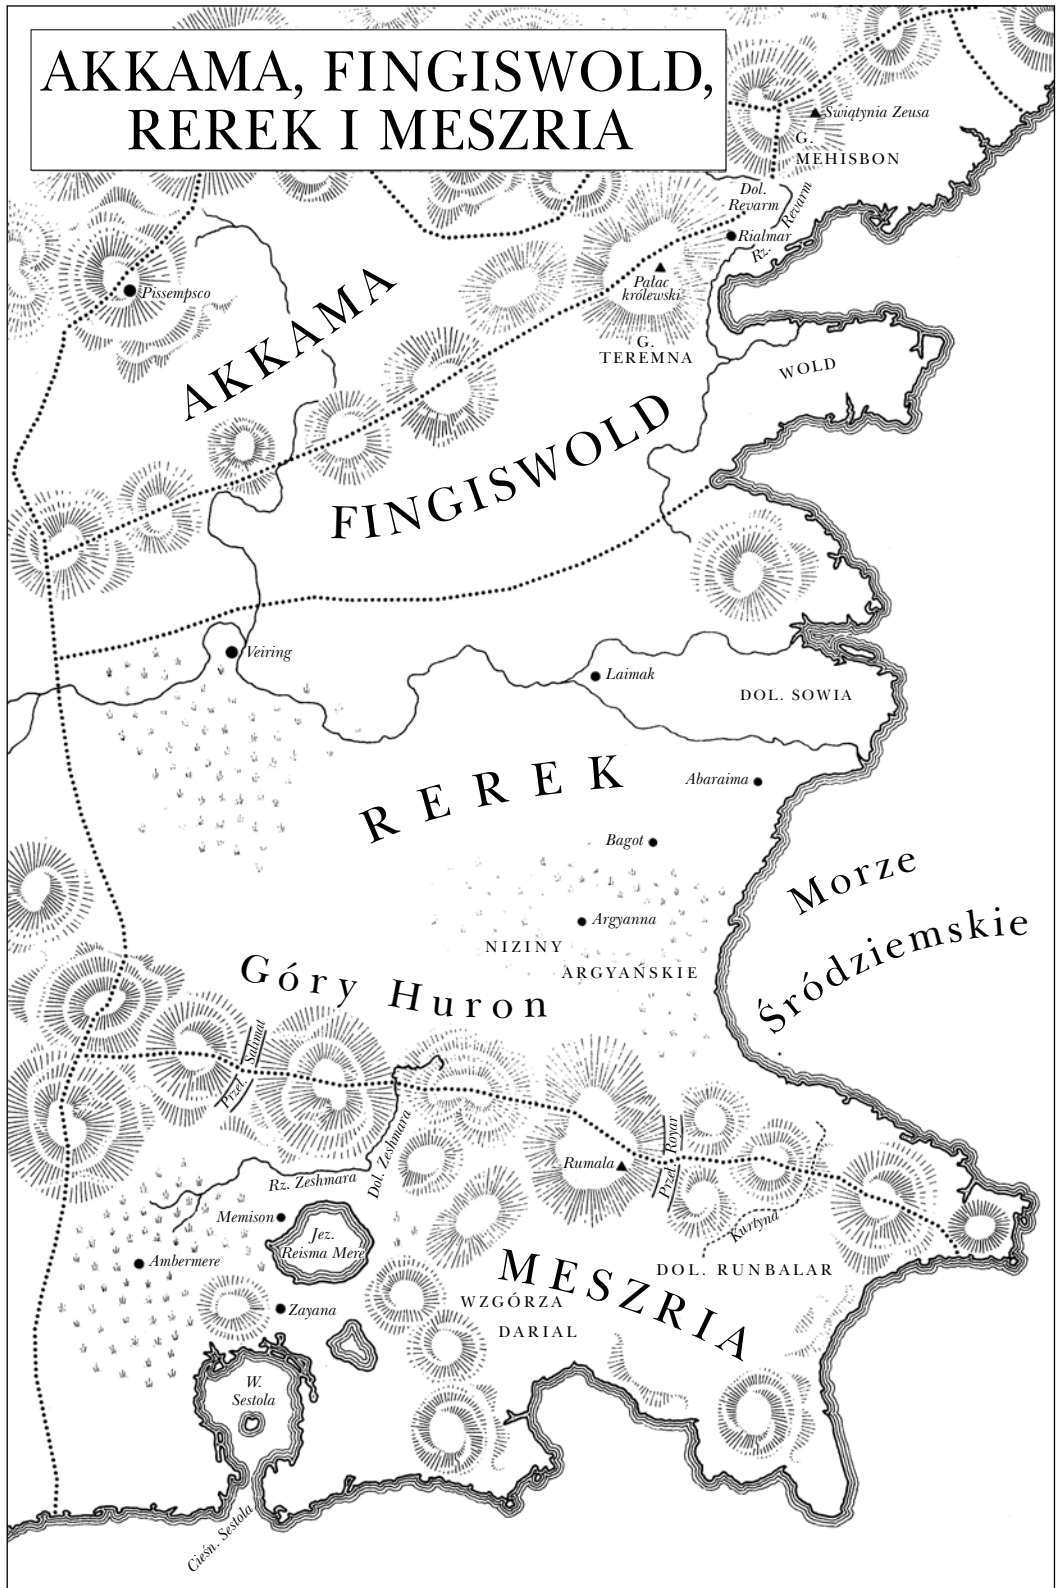 AKKAMA, FINGISWOLD,
REREK I MESZRIA
Świątynia Zeusa
G.
MEHISBON
Dol.
Revarm
Rz. Revarm
Rialmar
Pałac
królewski
G.
TEREMNA
Pissempsco
AKKAMA
WOLD
FINGISWOLD
Veiring
Laimak
DOL. SOWIA
REREK
Abaraima
Bagot
Morze
Śródziemskie
Argyanna
NIZINY
ARGYAŃSKIE
Góry Huron
Przeł. Salimat
Dol. Zeshmara
Rz. Zeshmara
Rumala
Przeł. Royar
Kurtyna
Memison
Jez.
Reisma Mere
Ambermere
Zayana
MESZRIA
DOL. RUNBALAR
WZGÓRZA
DARIAL
W.
Sestola
Cieśn. Sestola